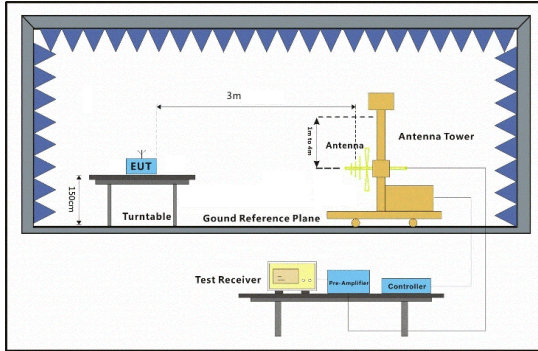 3m
1m to 4m
Antenna
Antenna Tower
EUT
150cm
Turntable
Gound Reference Plane
Test Receiver
Pre-Amplifier
Controller